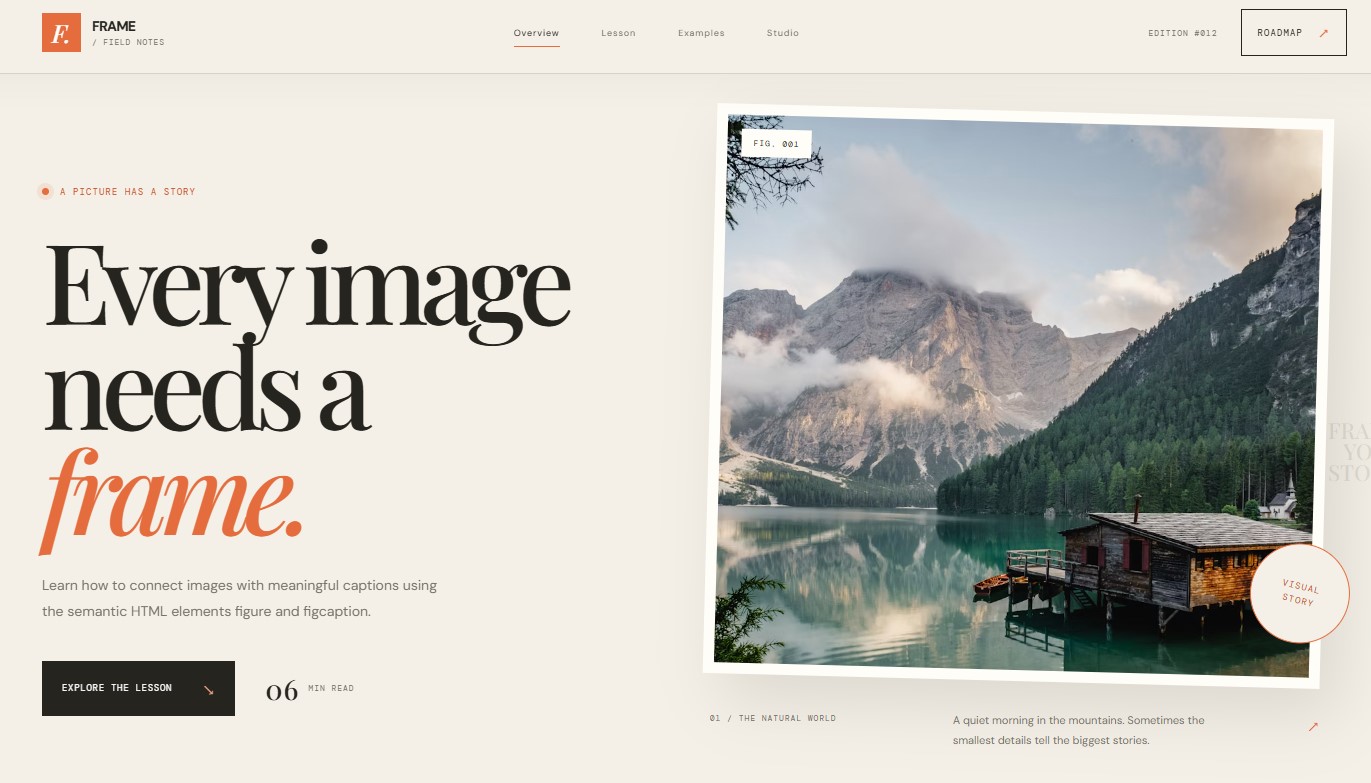 F.
FRAME
/ FIELD NOTES
Overview
Lesson
Examples
Studio
EDITION #012
ROADMAP ↗
A PICTURE HAS A STORY
Every image
needs a
frame.
Learn how to connect images with meaningful captions using
the semantic HTML elements figure and figcaption.
EXPLORE THE LESSON ↘
06 MIN READ
FIG. 001
FRA
YO
STO
VISUAL
STORY
01 / THE NATURAL WORLD
A quiet morning in the mountains. Sometimes the
smallest details tell the biggest stories.
↗